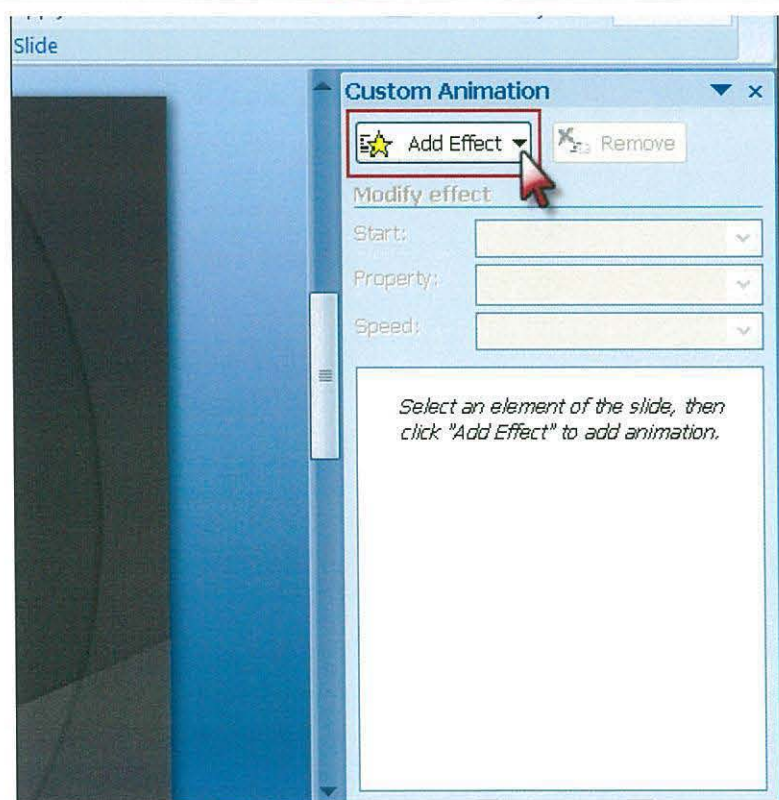 Slide
Custom Animation
Add Effect
Remove
Modify effect
Start:
Property:
Speed:
Select an element of the slide, then
click "Add Effect" to add animation.